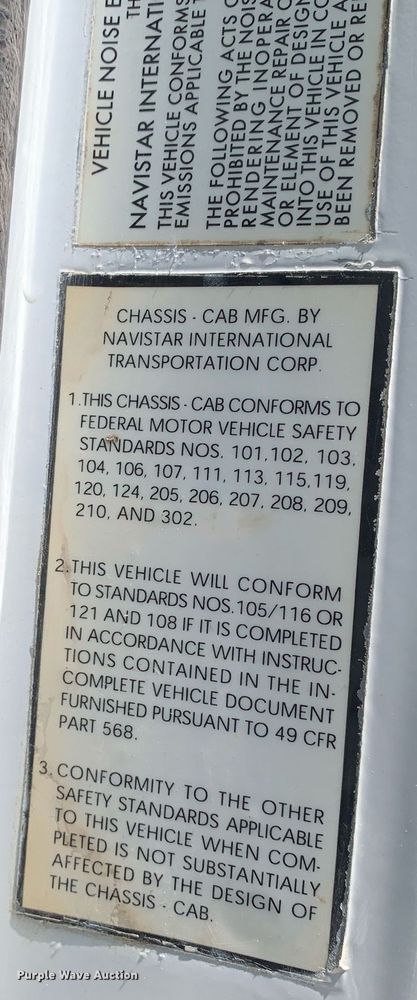 VEHICLE NOISE E
TH
NAVISTAR INTERNATI
THIS VEHICLE CONFORMS
EMISSIONS APPLICABLE T
THE FOLLOWING ACTS O
PROHIBITED BY THE NOIS
RENDERING INOPERA
MAINTENANCE REPAIR O
OR ELEMENT OF DESIGN
INTO THIS VEHICLE IN CO
USE OF THIS VEHICLE A
BEEN REMOVED OR RE
CHASSIS - CAB MFG. BY
NAVISTAR INTERNATIONAL
TRANSPORTATION CORP.
1.THIS CHASSIS - CAB CONFORMS TO
FEDERAL MOTOR VEHICLE SAFETY
STANDARDS NOS. 101,102, 103,
104, 106, 107, 111, 113, 115,119,
120, 124, 205, 206, 207, 208, 209,
210, AND 302.
2.THIS VEHICLE WILL CONFORM
TO STANDARDS NOS.105/116 OR
121 AND 108 IF IT IS COMPLETED
IN ACCORDANCE WITH INSTRUC-
TIONS CONTAINED IN THE IN-
COMPLETE VEHICLE DOCUMENT
FURNISHED PURSUANT TO 49 CFR
PART 568.
3.CONFORMITY TO THE OTHER
SAFETY STANDARDS APPLICABLE
TO THIS VEHICLE WHEN COM-
PLETED IS NOT SUBSTANTIALLY
AFFECTED BY THE DESIGN OF
THE CHASSIS - CAB.
Purple Wave Auction